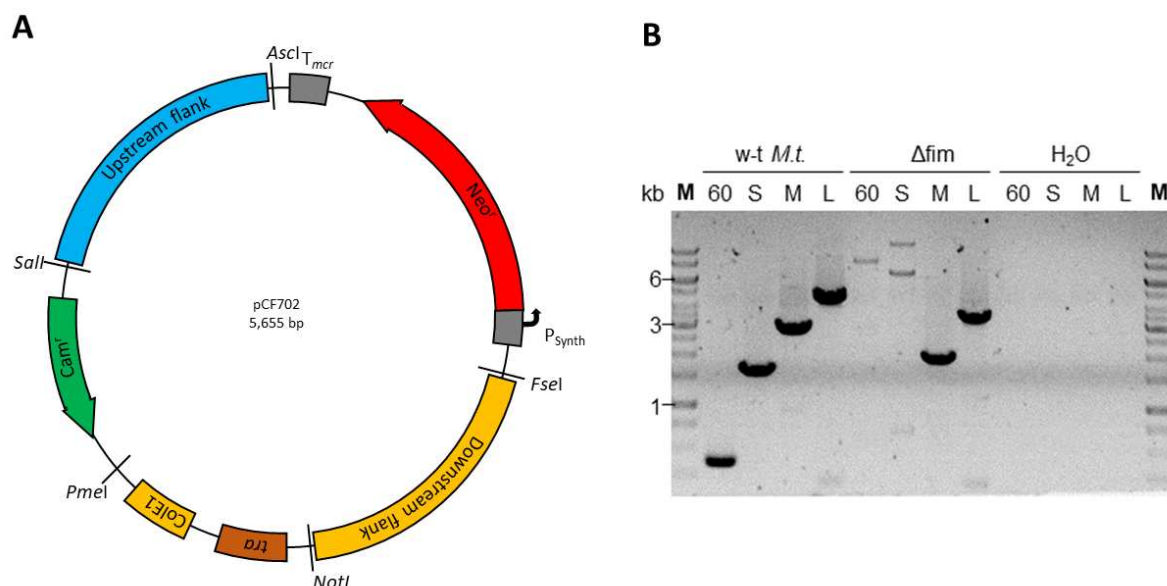 A
AscI
Tmcr
Upstream flank
Neoʳ
SalI
pCF702
5,655 bp
PSynth
Camʳ
FseI
Downstream flank
PmeI
ColE1
tra
NotI
B
w-t M.t. Δfim H₂O
kb M 60 S M L 60 S M L 60 S M L M
6
3
1